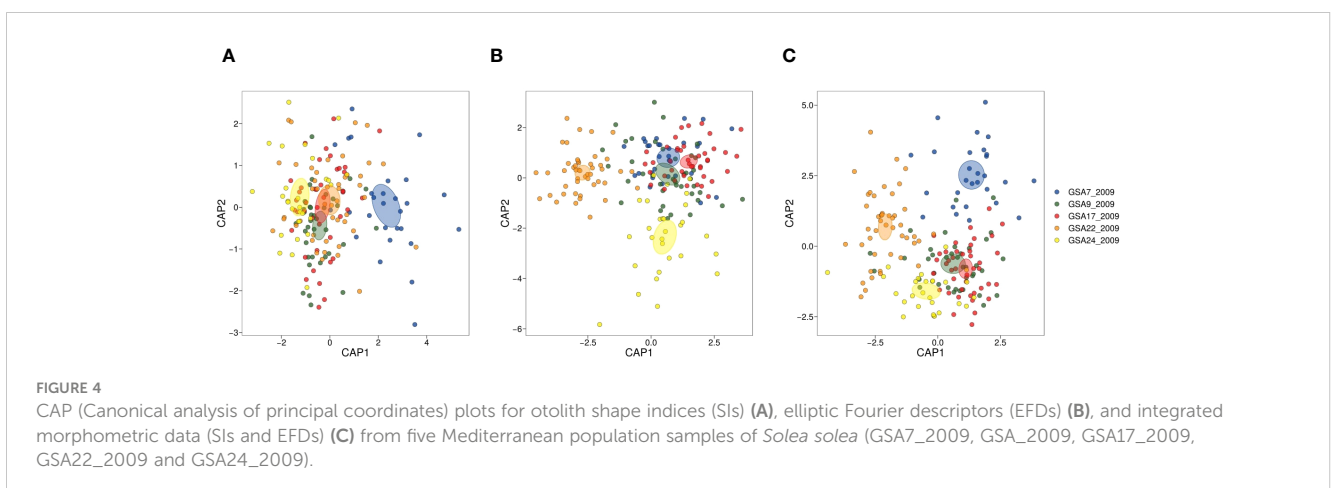 A
B
C
CAP2
2
1
0
−1
−2
−3
−2
0
2
4
CAP1
CAP2
2
0
−2
−4
−6
−2.5
0.0
2.5
CAP1
CAP2
5.0
2.5
0.0
−2.5
−2.5
0.0
2.5
CAP1
GSA7_2009
GSA9_2009
GSA17_2009
GSA22_2009
GSA24_2009
FIGURE 4
CAP (Canonical analysis of principal coordinates) plots for otolith shape indices (SIs) (A), elliptic Fourier descriptors (EFDs) (B), and integrated
morphometric data (SIs and EFDs) (C) from five Mediterranean population samples of Solea solea (GSA7_2009, GSA_2009, GSA17_2009,
GSA22_2009 and GSA24_2009).